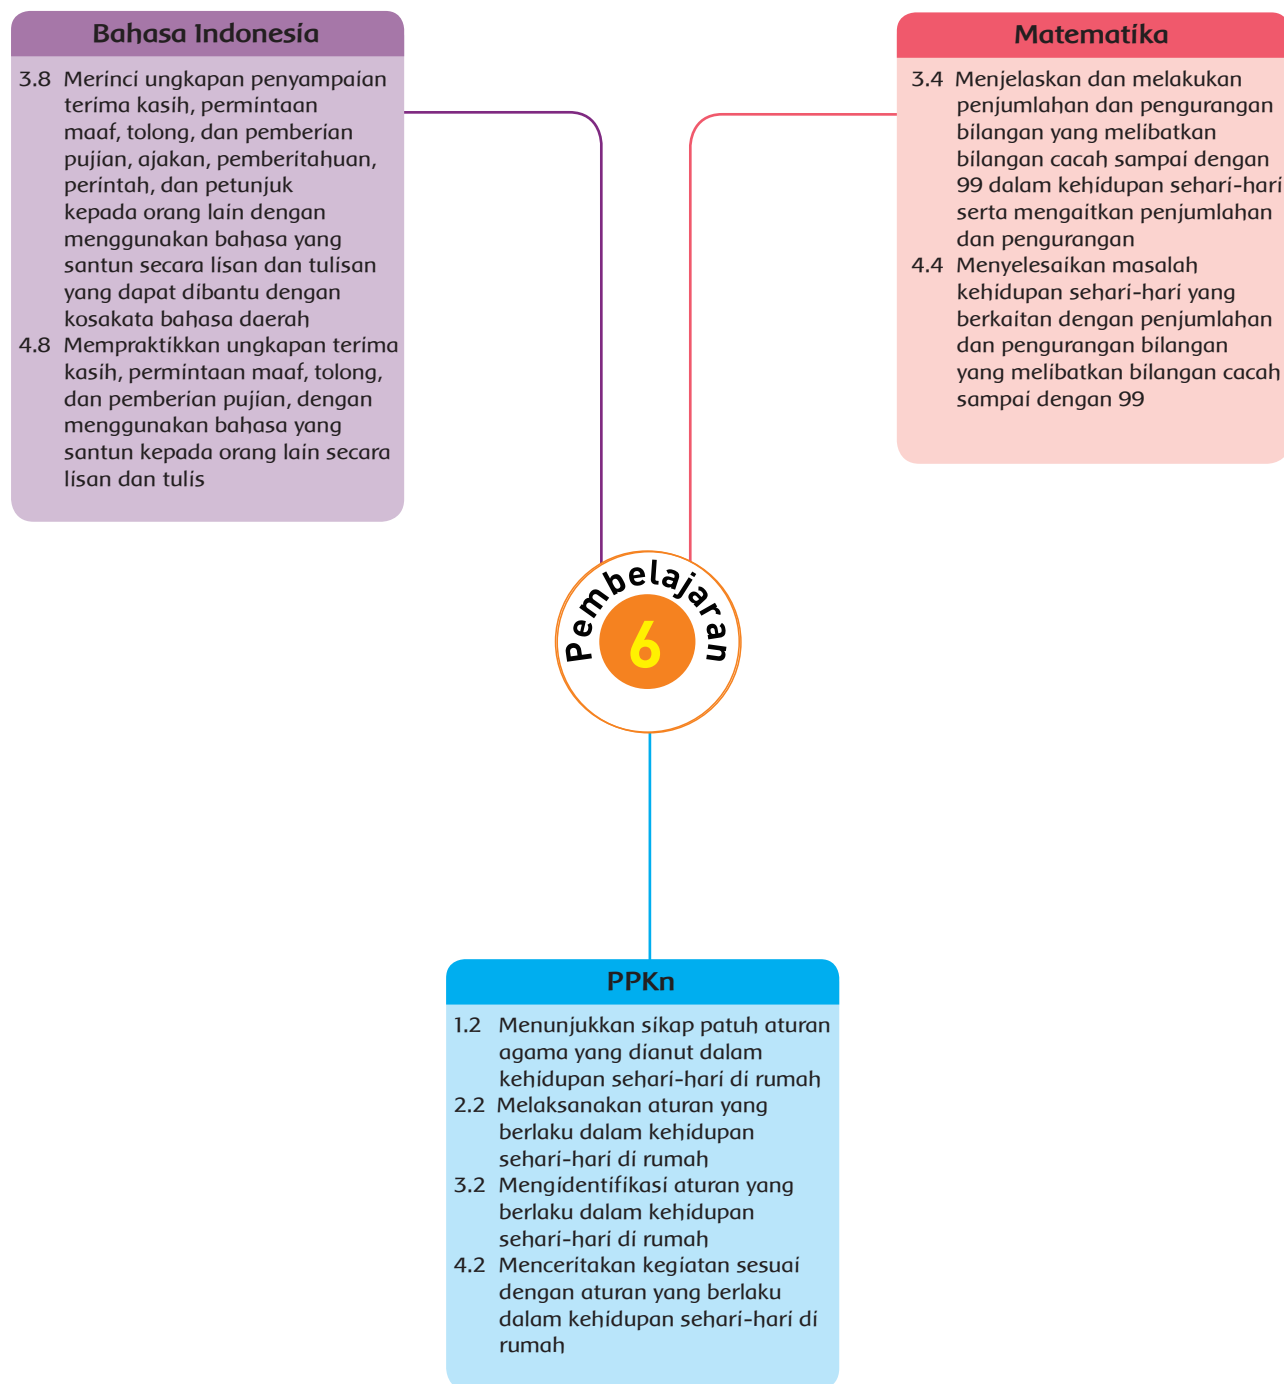 Bahasa Indonesia
3.8 Merinci ungkapan penyampaian
terima kasih, permintaan
maaf, tolong, dan pemberian
pujian, ajakan, pemberitahuan,
perintah, dan petunjuk
kepada orang lain dengan
menggunakan bahasa yang
santun secara lisan dan tulisan
yang dapat dibantu dengan
kosakata bahasa daerah
4.8 Mempraktikkan ungkapan terima
kasih, permintaan maaf, tolong,
dan pemberian pujian, dengan
menggunakan bahasa yang
santun kepada orang lain secara
lisan dan tulis
Matematika
3.4 Menjelaskan dan melakukan
penjumlahan dan pengurangan
bilangan yang melibatkan
bilangan cacah sampai dengan
99 dalam kehidupan sehari-hari
serta mengaitkan penjumlahan
dan pengurangan
4.4 Menyelesaikan masalah
kehidupan sehari-hari yang
berkaitan dengan penjumlahan
dan pengurangan bilangan
yang melibatkan bilangan cacah
sampai dengan 99
Pembelajaran
6
PPKn
1.2 Menunjukkan sikap patuh aturan
agama yang dianut dalam
kehidupan sehari-hari di rumah
2.2 Melaksanakan aturan yang
berlaku dalam kehidupan
sehari-hari di rumah
3.2 Mengidentifikasi aturan yang
berlaku dalam kehidupan
sehari-hari di rumah
4.2 Menceritakan kegiatan sesuai
dengan aturan yang berlaku
dalam kehidupan sehari-hari di
rumah